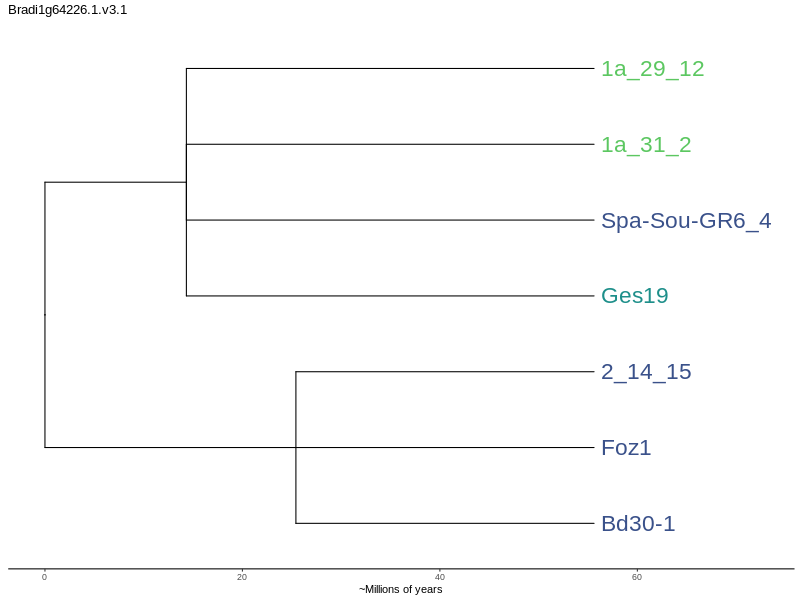 Bradi1g64226.1.v3.1
1a_29_12
1a_31_2
Spa-Sou-GR6_4
Ges19
2_14_15
Foz1
Bd30-1
0 20 40 60
~Millions of years